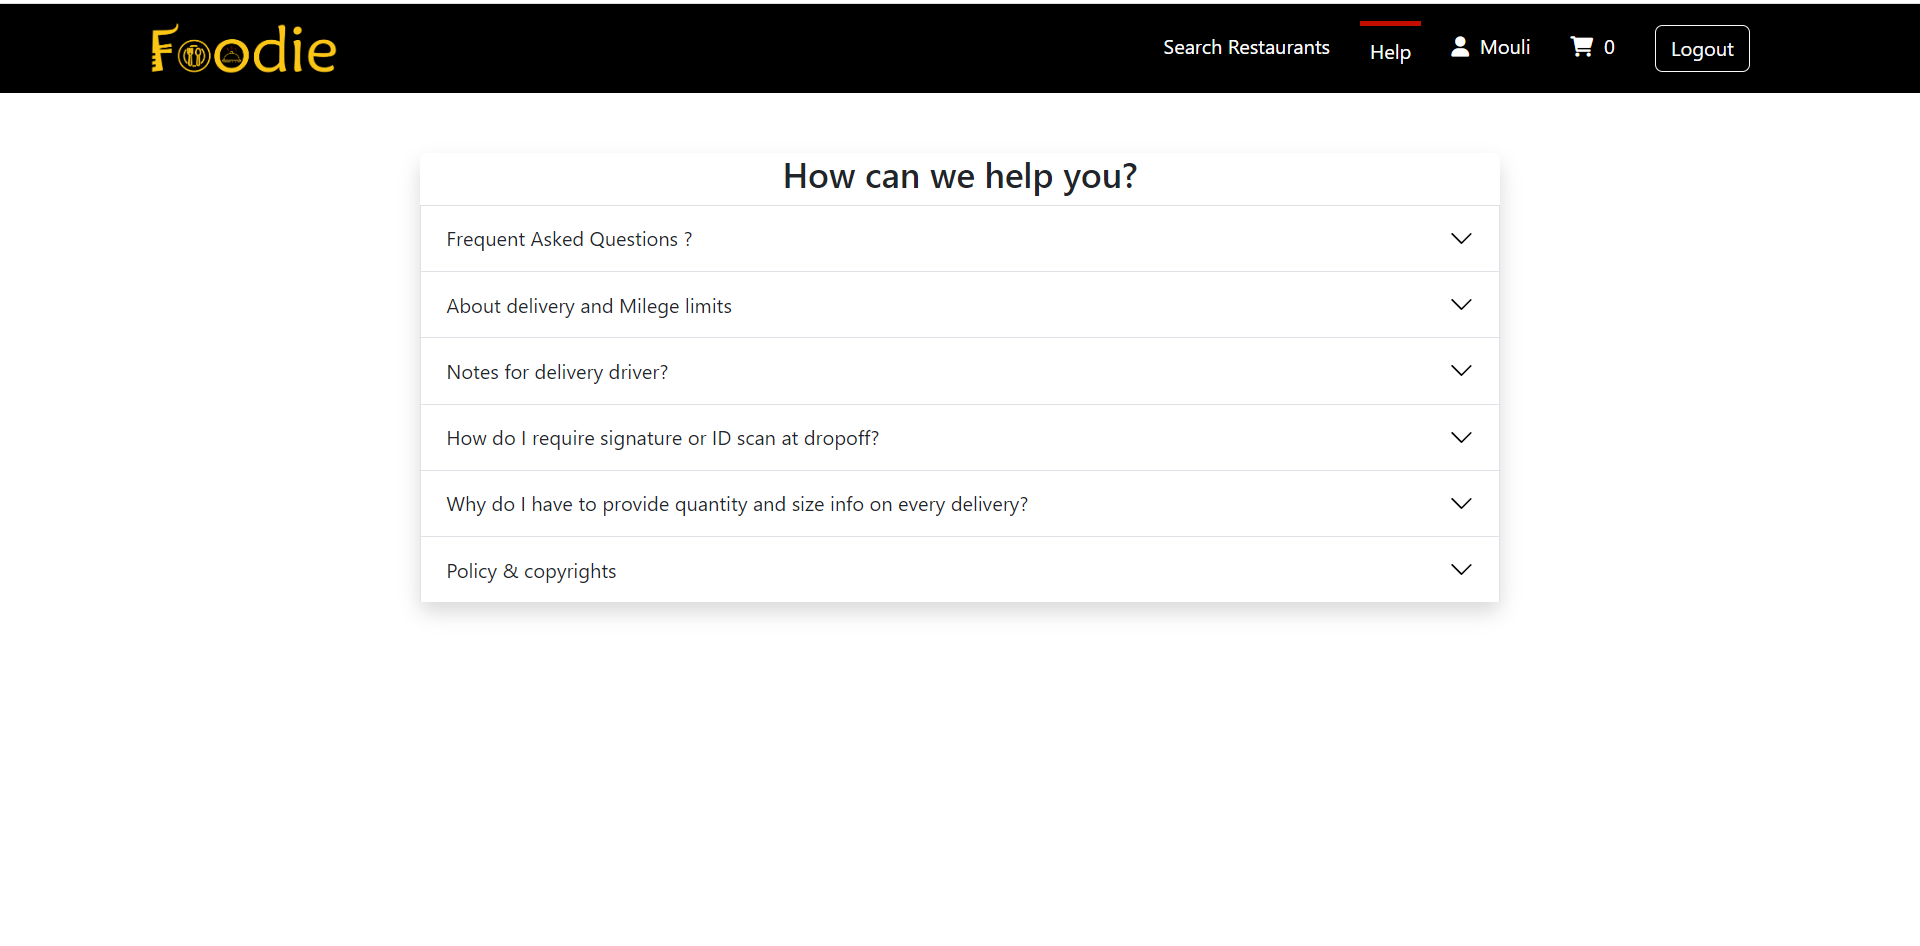 Foodie
Search Restaurants
Help
Mouli
0
Logout
How can we help you?
Frequent Asked Questions ?
About delivery and Milege limits
Notes for delivery driver?
How do I require signature or ID scan at dropoff?
Why do I have to provide quantity and size info on every delivery?
Policy & copyrights